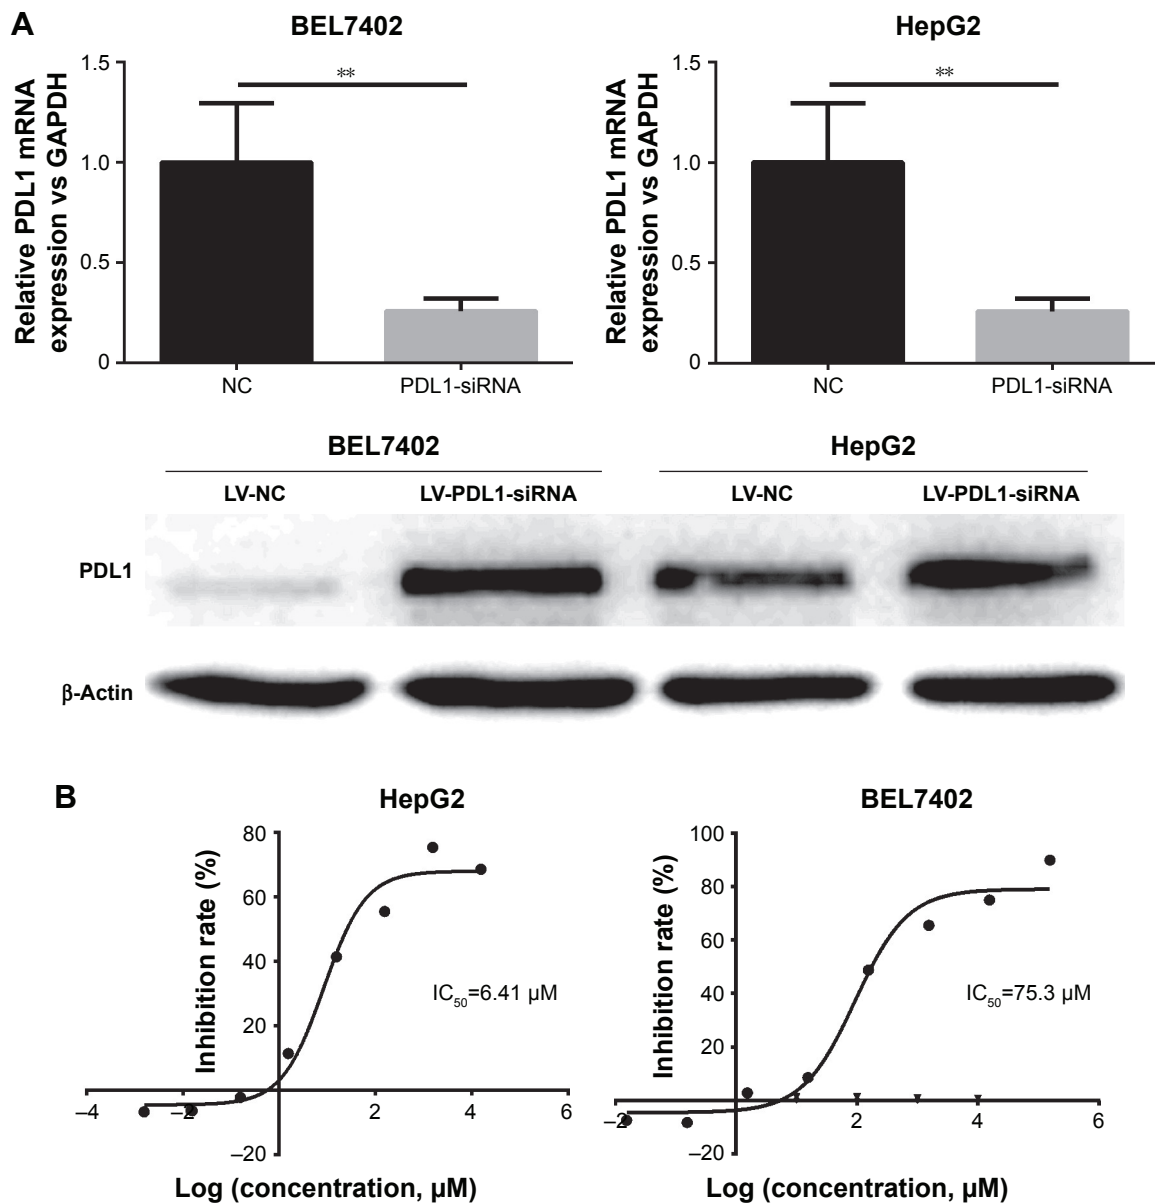 A
BEL7402
HepG2
Relative PDL1 mRNA
expression vs GAPDH
1.5
1.0
0.5
0
**
NC
PDL1-siRNA
Relative PDL1 mRNA
expression vs GAPDH
1.5
1.0
0.5
0
**
NC
PDL1-siRNA
BEL7402
HepG2
LV-NC
LV-PDL1-siRNA
LV-NC
LV-PDL1-siRNA
PDL1
β-Actin
B
HepG2
Inhibition rate (%)
80
60
40
20
–20
–4
–2
2
4
6
IC50=6.41 µM
Log (concentration, µM)
BEL7402
Inhibition rate (%)
100
80
60
40
20
–20
–2
2
4
6
IC50=75.3 µM
Log (concentration, µM)